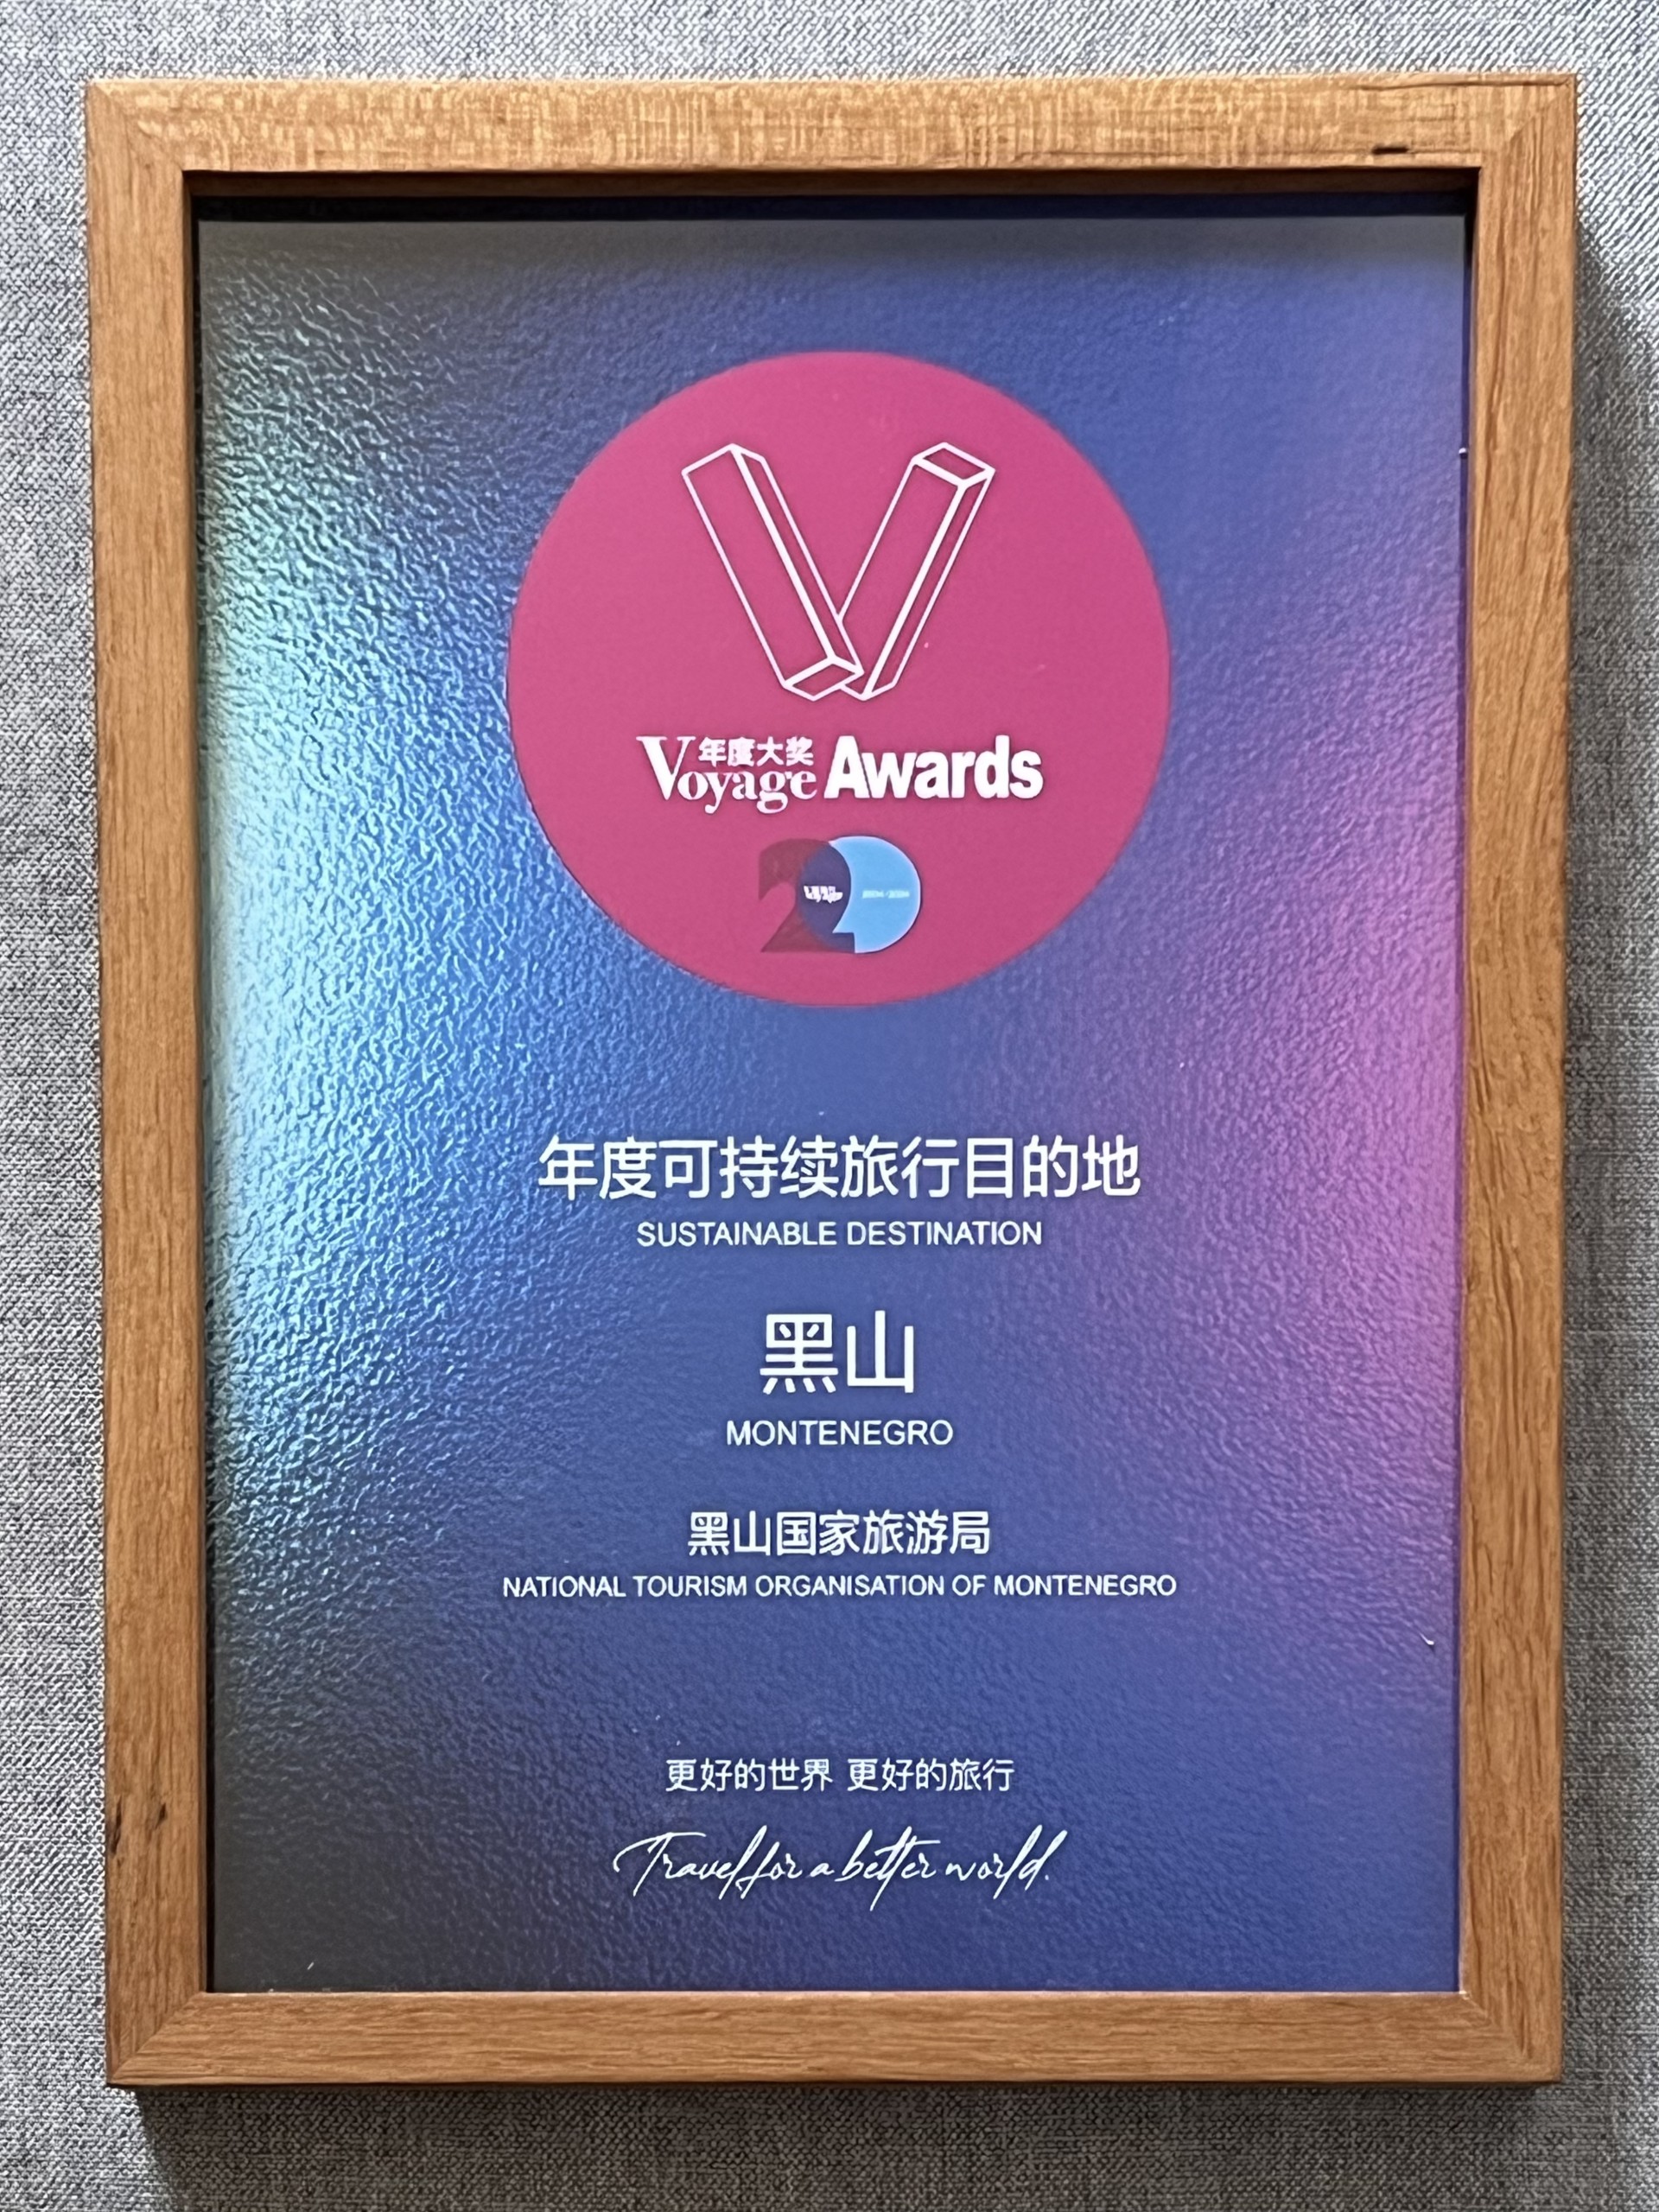 年度大奖
Voyage Awards
20
年度可持续旅行目的地
SUSTAINABLE DESTINATION
黑山
MONTENEGRO
黑山国家旅游局
NATIONAL TOURISM ORGANISATION OF MONTENEGRO
更好的世界 更好的旅行
Travel for a better world.